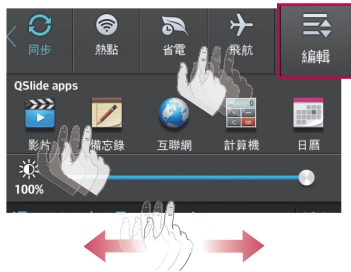 同步 熱點 省電 飛航 編輯
QSlide apps
影片 備忘錄 互聯網 計算機 日曆
100%